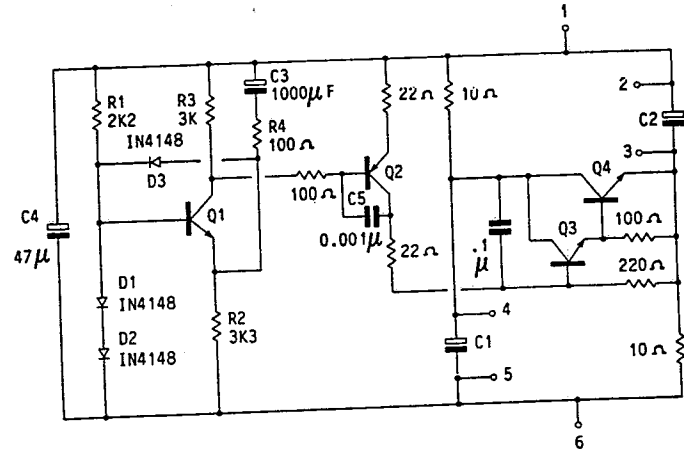 1
C3
1000µF
R1
2K2
R3
3K
22Ω
10Ω
2
C2
R4
100Ω
IN4148
D3
3
Q4
100Ω
Q2
C5
Q1
C4
47µ
0.001µ
.1
µ
Q3
100Ω
22Ω
220Ω
D1
IN4148
R2
3K3
4
C1
D2
IN4148
10Ω
5
6